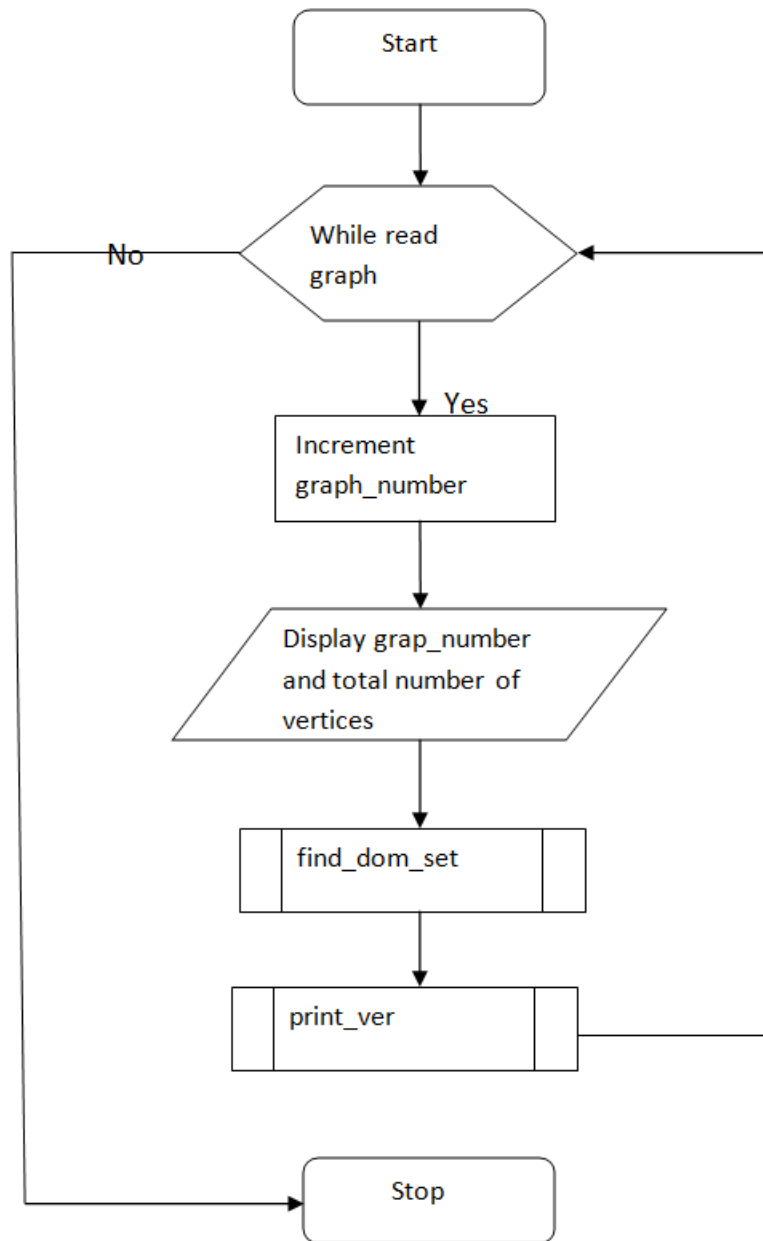 Start
While read
graph
No
Yes
Increment
graph_number
Display grap_number
and total number of
vertices
find_dom_set
print_ver
Stop